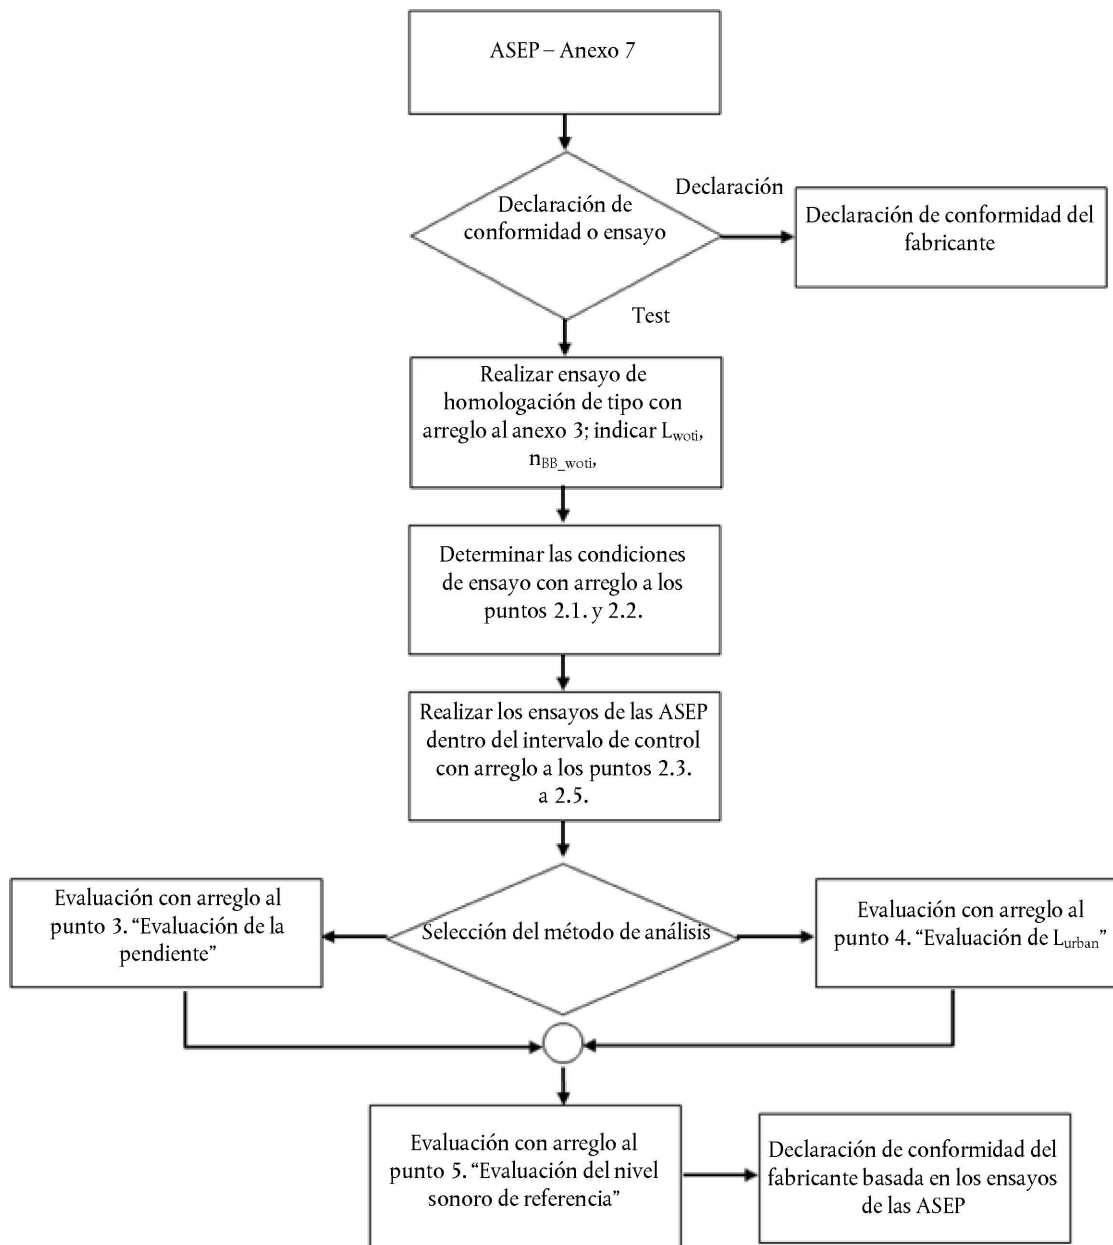 ASEP – Anexo 7
Declaración
Declaración de
conformidad o ensayo
Declaración de conformidad del
fabricante
Test
Realizar ensayo de
homologación de tipo con
arreglo al anexo 3; indicar Lwoti,
nBB_woti,
Determinar las condiciones
de ensayo con arreglo a los
puntos 2.1. y 2.2.
Realizar los ensayos de las ASEP
dentro del intervalo de control
con arreglo a los puntos 2.3.
a 2.5.
Evaluación con arreglo al
punto 3. “Evaluación de la
pendiente”
Selección del método de análisis
Evaluación con arreglo al
punto 4. “Evaluación de Lurban”
Evaluación con arreglo al
punto 5. “Evaluación del nivel
sonoro de referencia”
Declaración de conformidad del
fabricante basada en los ensayos
de las ASEP